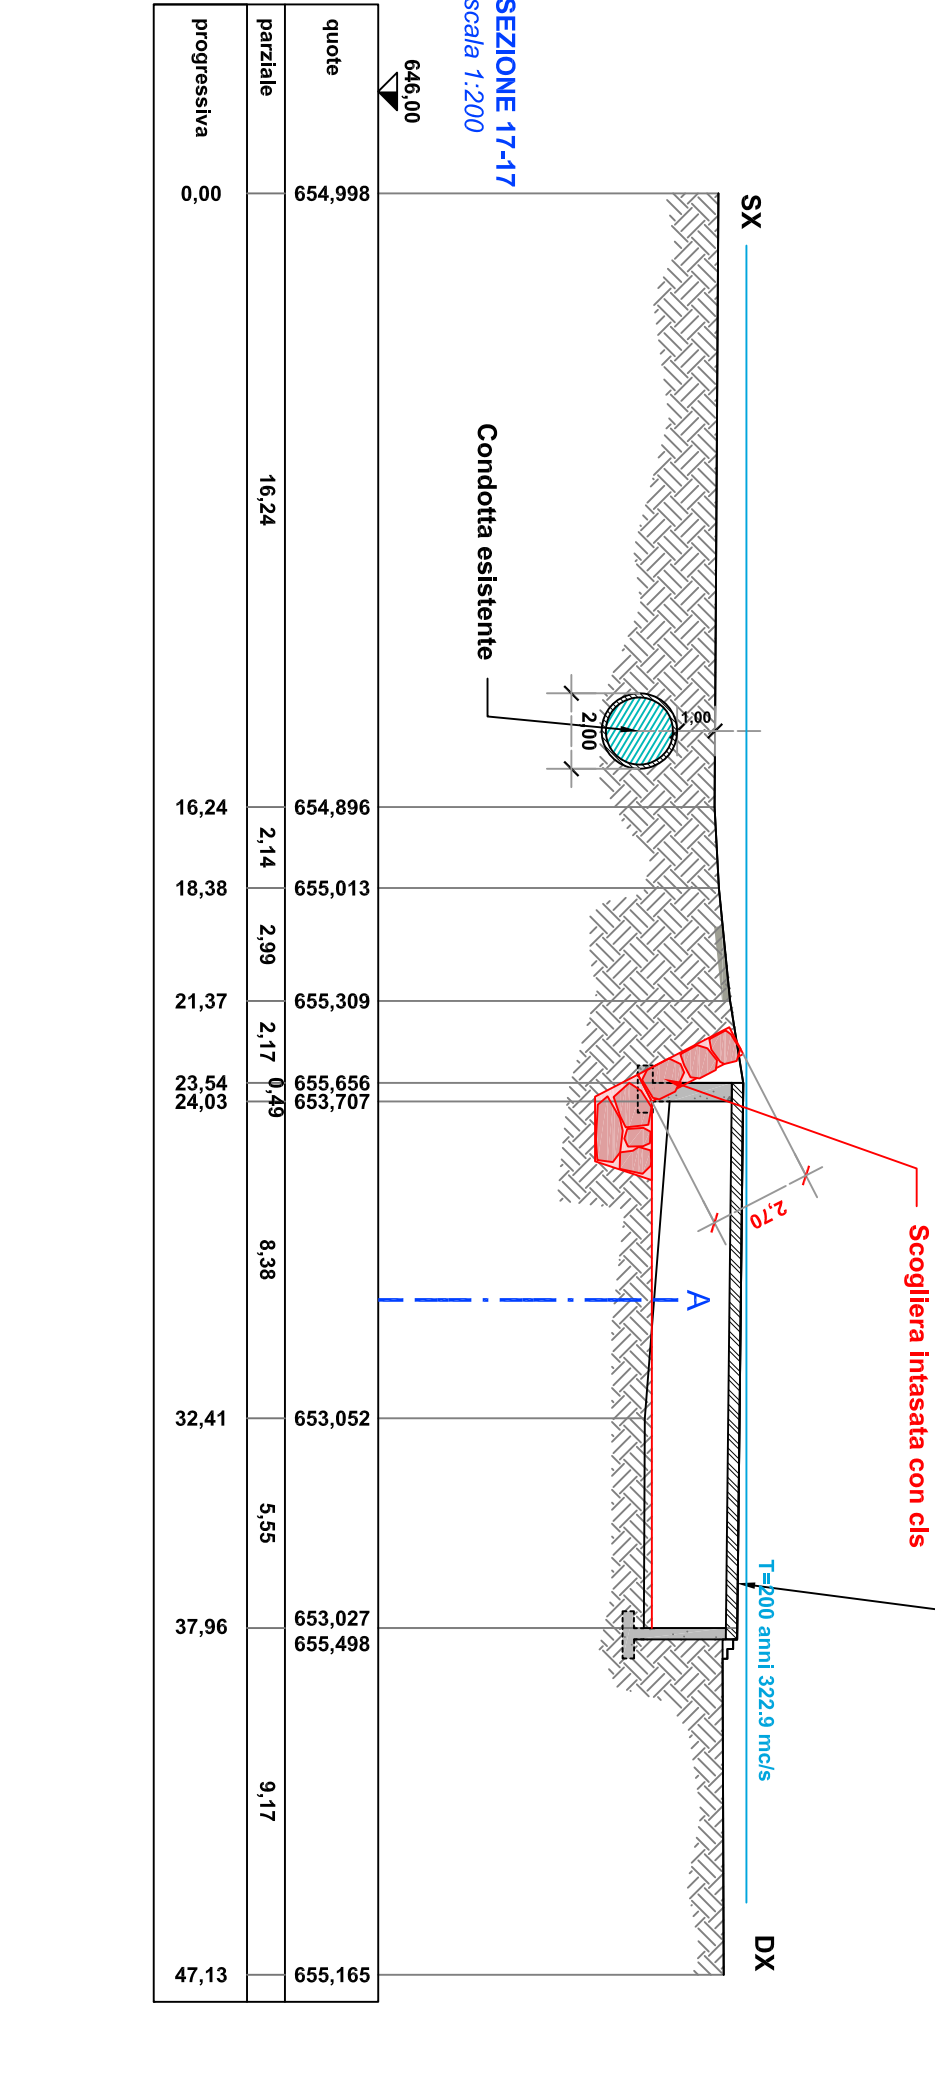 SEZIONE 17-17
scala 1:200
646,00
SX
DX
Condotta esistente
2,00
1,00
2,70
Scogliera intasata con cls
T=200 anni 322.9 mc/s
A
quote
654,998
654,896
655,013
655,309
655,656
653,707
653,052
653,027
655,498
655,165
parziale
16,24
2,14
2,99
2,17
0,49
8,38
5,55
9,17
progressiva
0,00
16,24
18,38
21,37
23,54
24,03
32,41
37,96
47,13